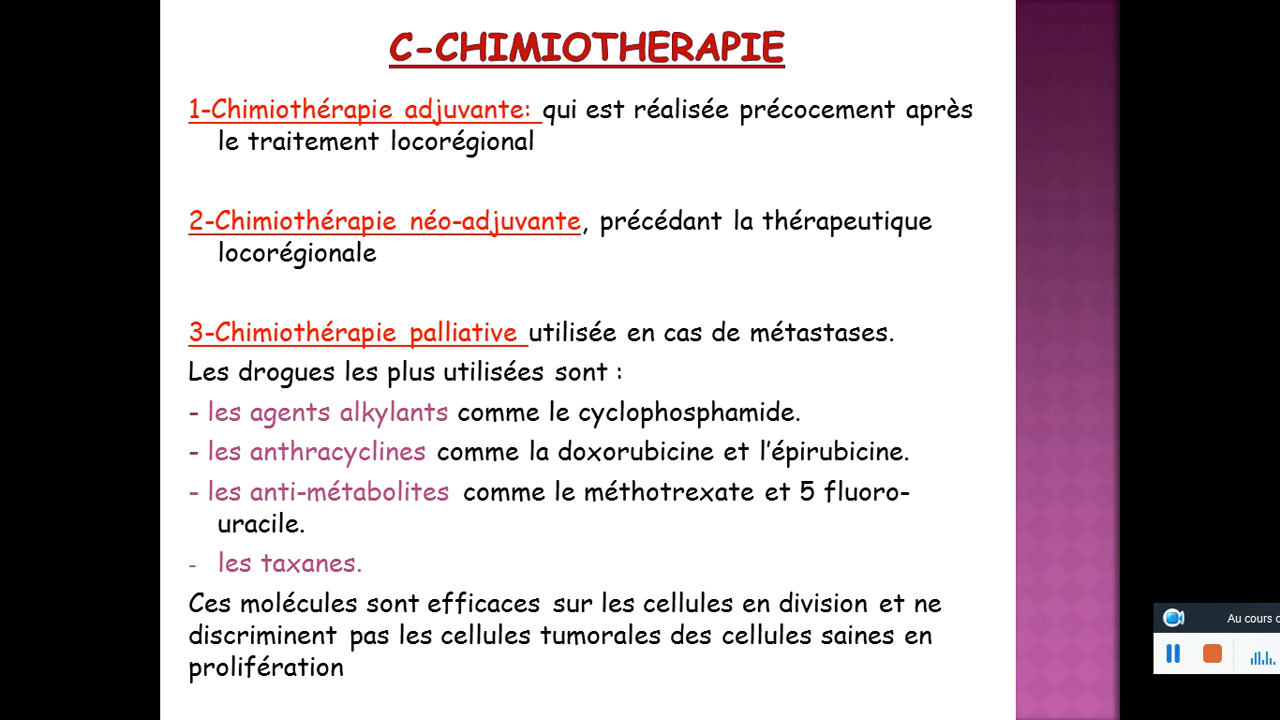 C-CHIMIOTHERAPIE
1-Chimiothérapie adjuvante: qui est réalisée précocement après
le traitement locorégional
2-Chimiothérapie néo-adjuvante, précédant la thérapeutique
locorégionale
3-Chimiothérapie palliative utilisée en cas de métastases.
Les drogues les plus utilisées sont :
- les agents alkylants comme le cyclophosphamide.
- les anthracyclines comme la doxorubicine et l’épirubicine.
- les anti-métabolites comme le méthotrexate et 5 fluoro-
uracile.
- les taxanes.
Ces molécules sont efficaces sur les cellules en division et ne
discriminent pas les cellules tumorales des cellules saines en
prolifération
Au cours